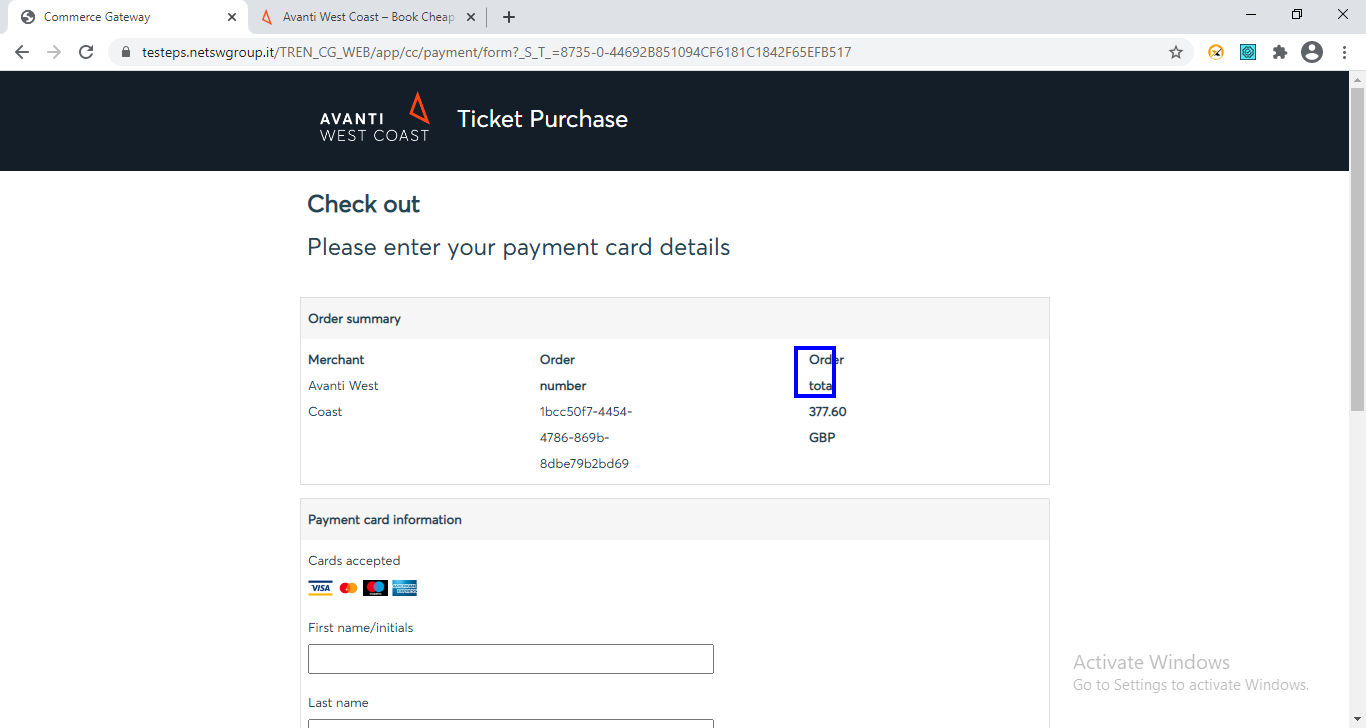 Commerce Gateway
Avanti West Coast – Book Cheap
testeps.netswgroup.it/TREN_CG_WEB/app/cc/payment/form?_S_T_=8735-0-44692B851094CF6181C1842F65EFB517
AVANTI
WEST COAST
Ticket Purchase
Check out
Please enter your payment card details
Order summary
Merchant
Avanti West
Coast
Order
number
1bcc50f7-4454-
4786-869b-
8dbe79b2bd69
Order
total
377.60
GBP
Payment card information
Cards accepted
VISA
First name/initials
Last name
Activate Windows
Go to Settings to activate Windows.